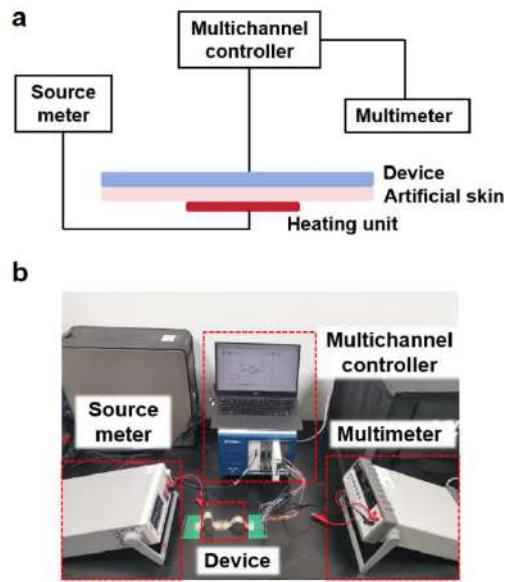 a
Multichannel
controller
Source
meter
Multimeter
Device
Artificial skin
Heating unit
b
Multichannel
controller
Source
meter
Multimeter
Device